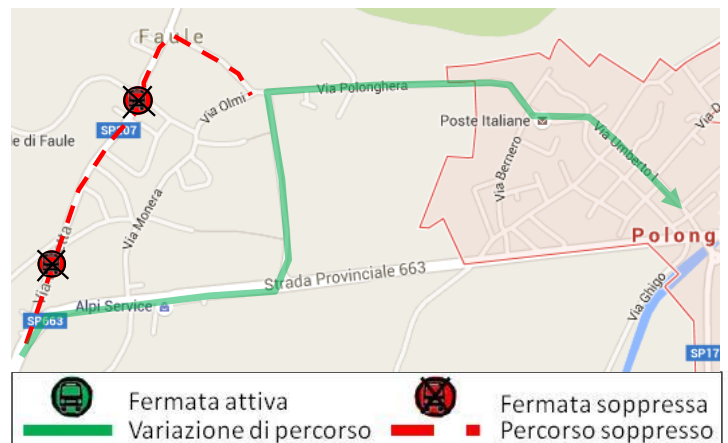 Faule
Via Polonghera
Via Olmi
Poste Italiane
Via Umberto I
Via Bernero
e di Faule
Via Monera
Polong
Strada Provinciale 663
Via Ghigo
Alpi Service
SP663
SP17
Fermata attiva
Fermata soppressa
Variazione di percorso
Percorso soppresso